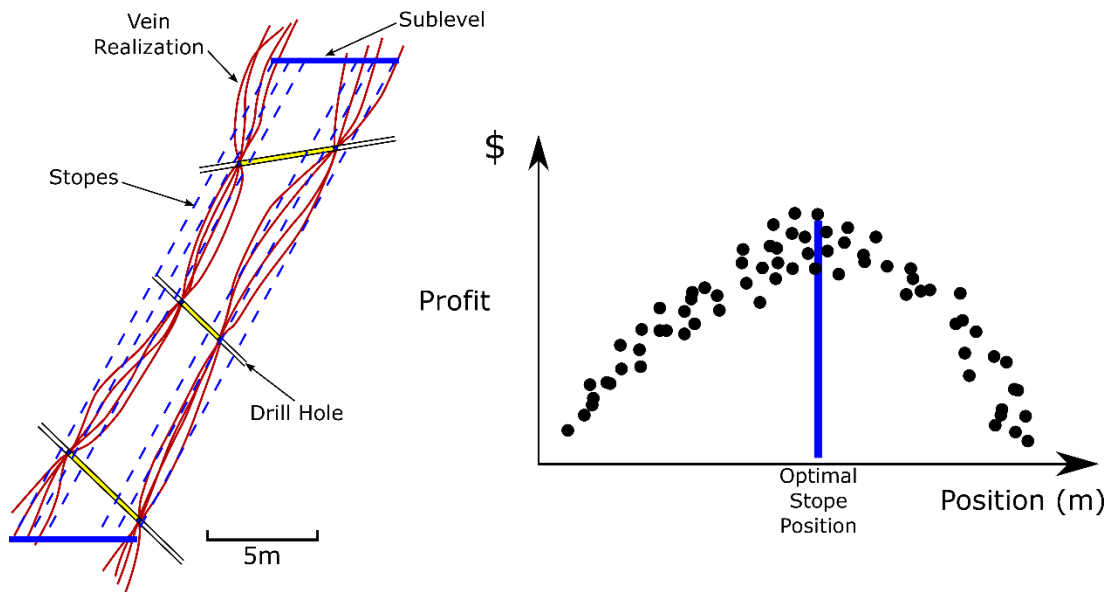 Vein
Realization
Sublevel
Stopes
Drill Hole
5m
$
Profit
Optimal
Stope
Position
Position (m)